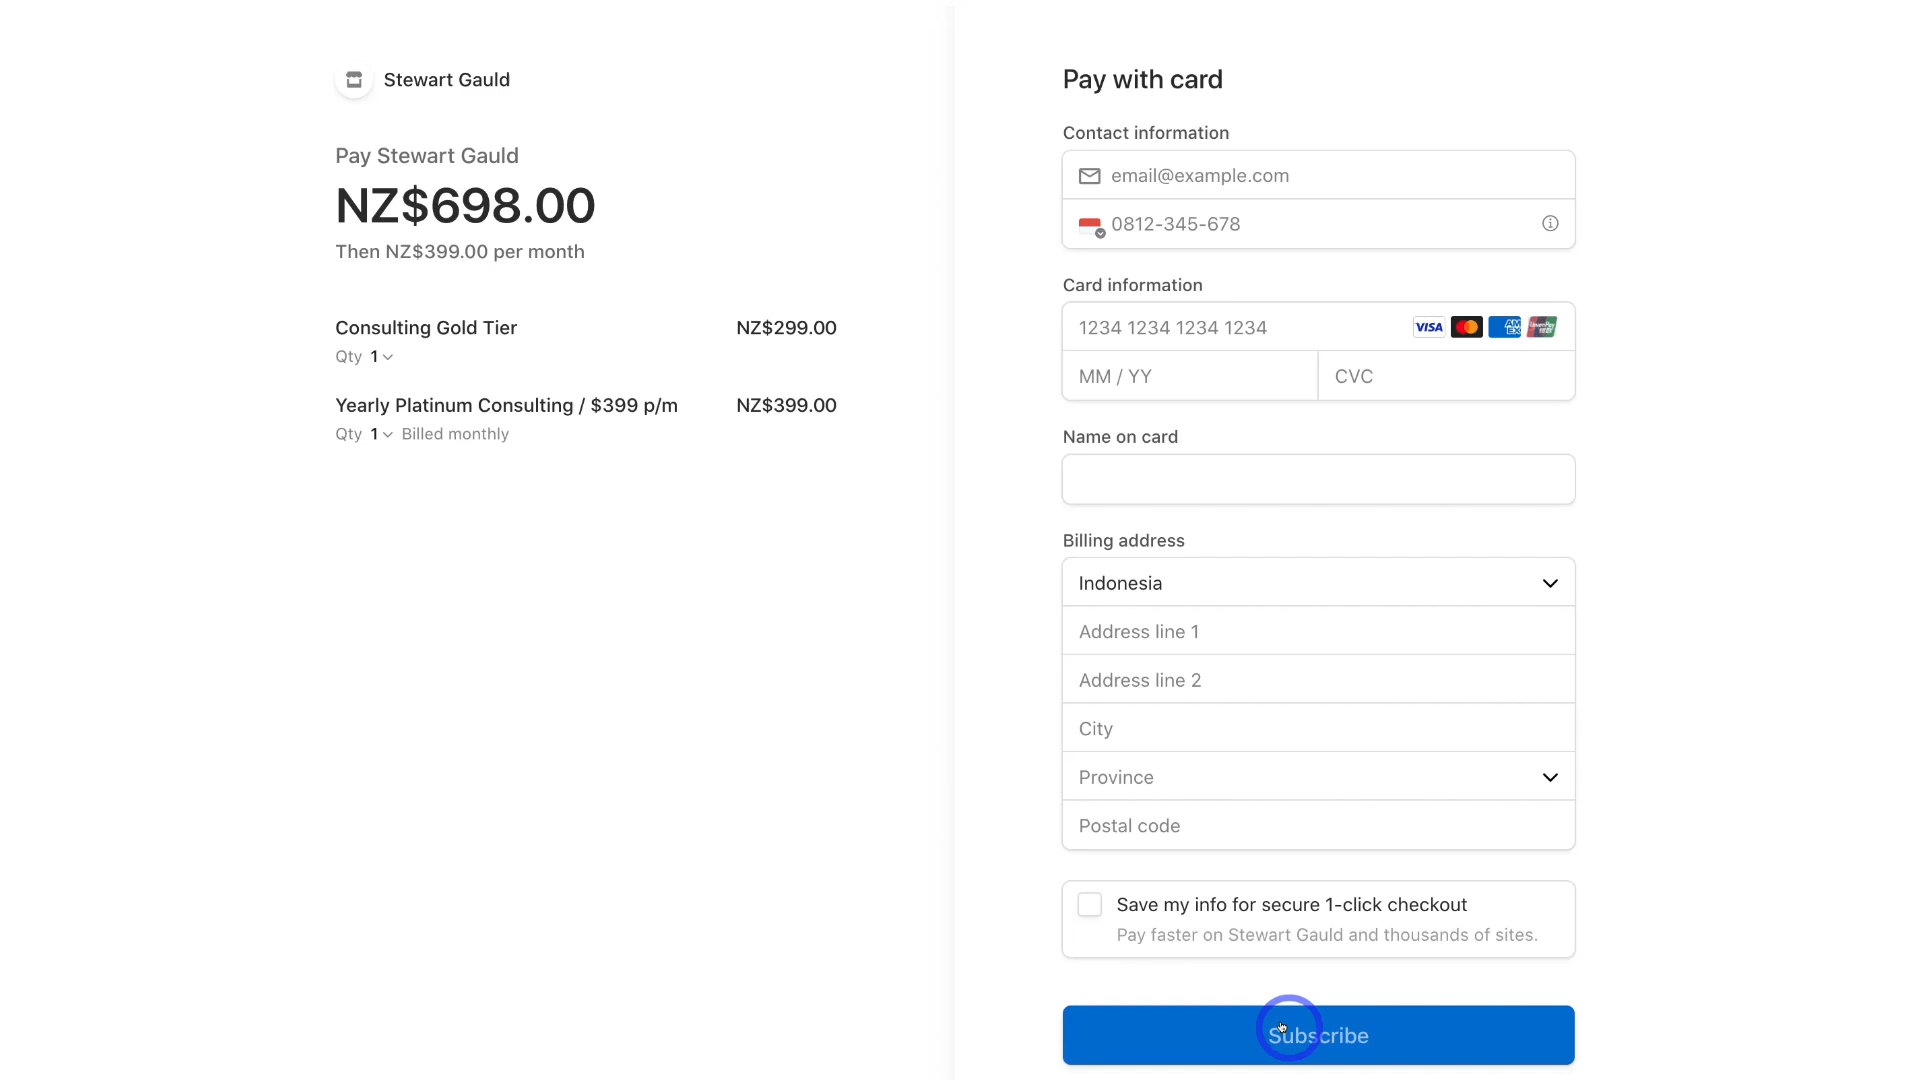 Stewart Gauld
Pay Stewart Gauld
NZ$698.00
Then NZ$399.00 per month
Consulting Gold Tier NZ$299.00
Qty 1
Yearly Platinum Consulting / $399 p/m NZ$399.00
Qty 1 Billed monthly
Pay with card
Contact information
email@example.com
0812-345-678
Card information
1234 1234 1234 1234 VISA AMEX UnionPay
MM / YY CVC
Name on card
Billing address
Indonesia
Address line 1
Address line 2
City
Province
Postal code
Save my info for secure 1-click checkout
Pay faster on Stewart Gauld and thousands of sites.
Subscribe